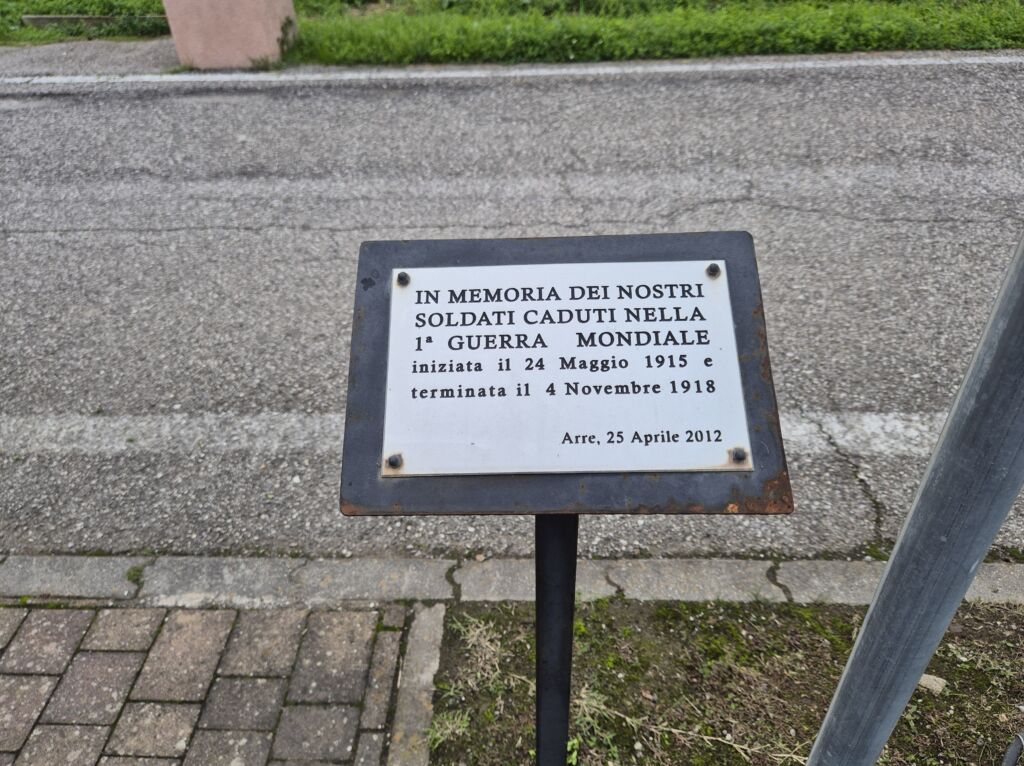 IN MEMORIA DEI NOSTRI
SOLDATI CADUTI NELLA
1ª GUERRA MONDIALE
iniziata il 24 Maggio 1915 e
terminata il 4 Novembre 1918
Arre, 25 Aprile 2012